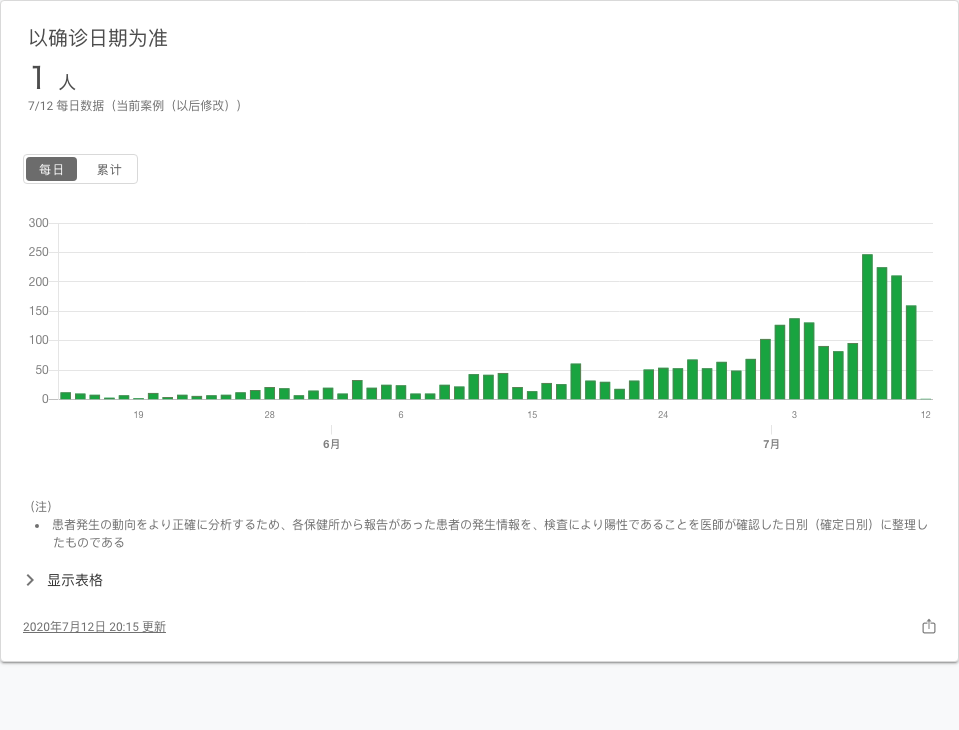 以确诊日期为准
1 人
7/12 每日数据（当前案例（以后修改））
每日 累计
300
250
200
150
100
50
0
19 28 6 15 24 3 12
6月 7月
（注）
• 患者発生の動向をより正確に分析するため、各保健所から報告があった患者の発生情報を、検査により陽性であることを医師が確認した日別（確定日別）に整理し
たものである
显示表格
2020年7月12日 20:15 更新